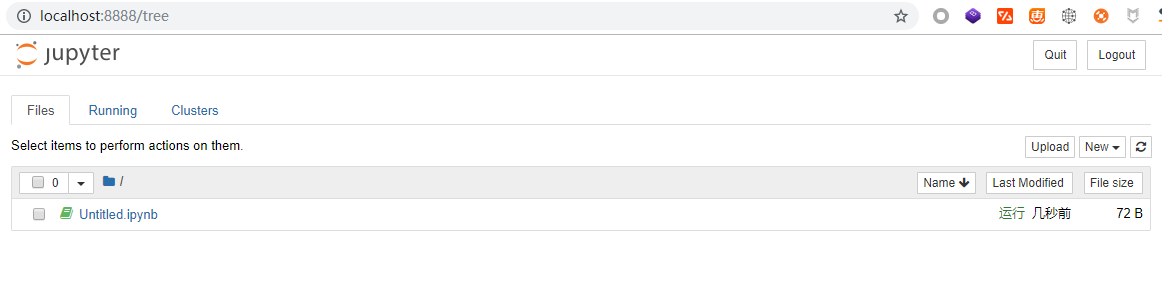 localhost:8888/tree
jupyter
Quit Logout
Files Running Clusters
Select items to perform actions on them.
Upload New
0 / Name Last Modified File size
Untitled.ipynb 运行 几秒前 72 B